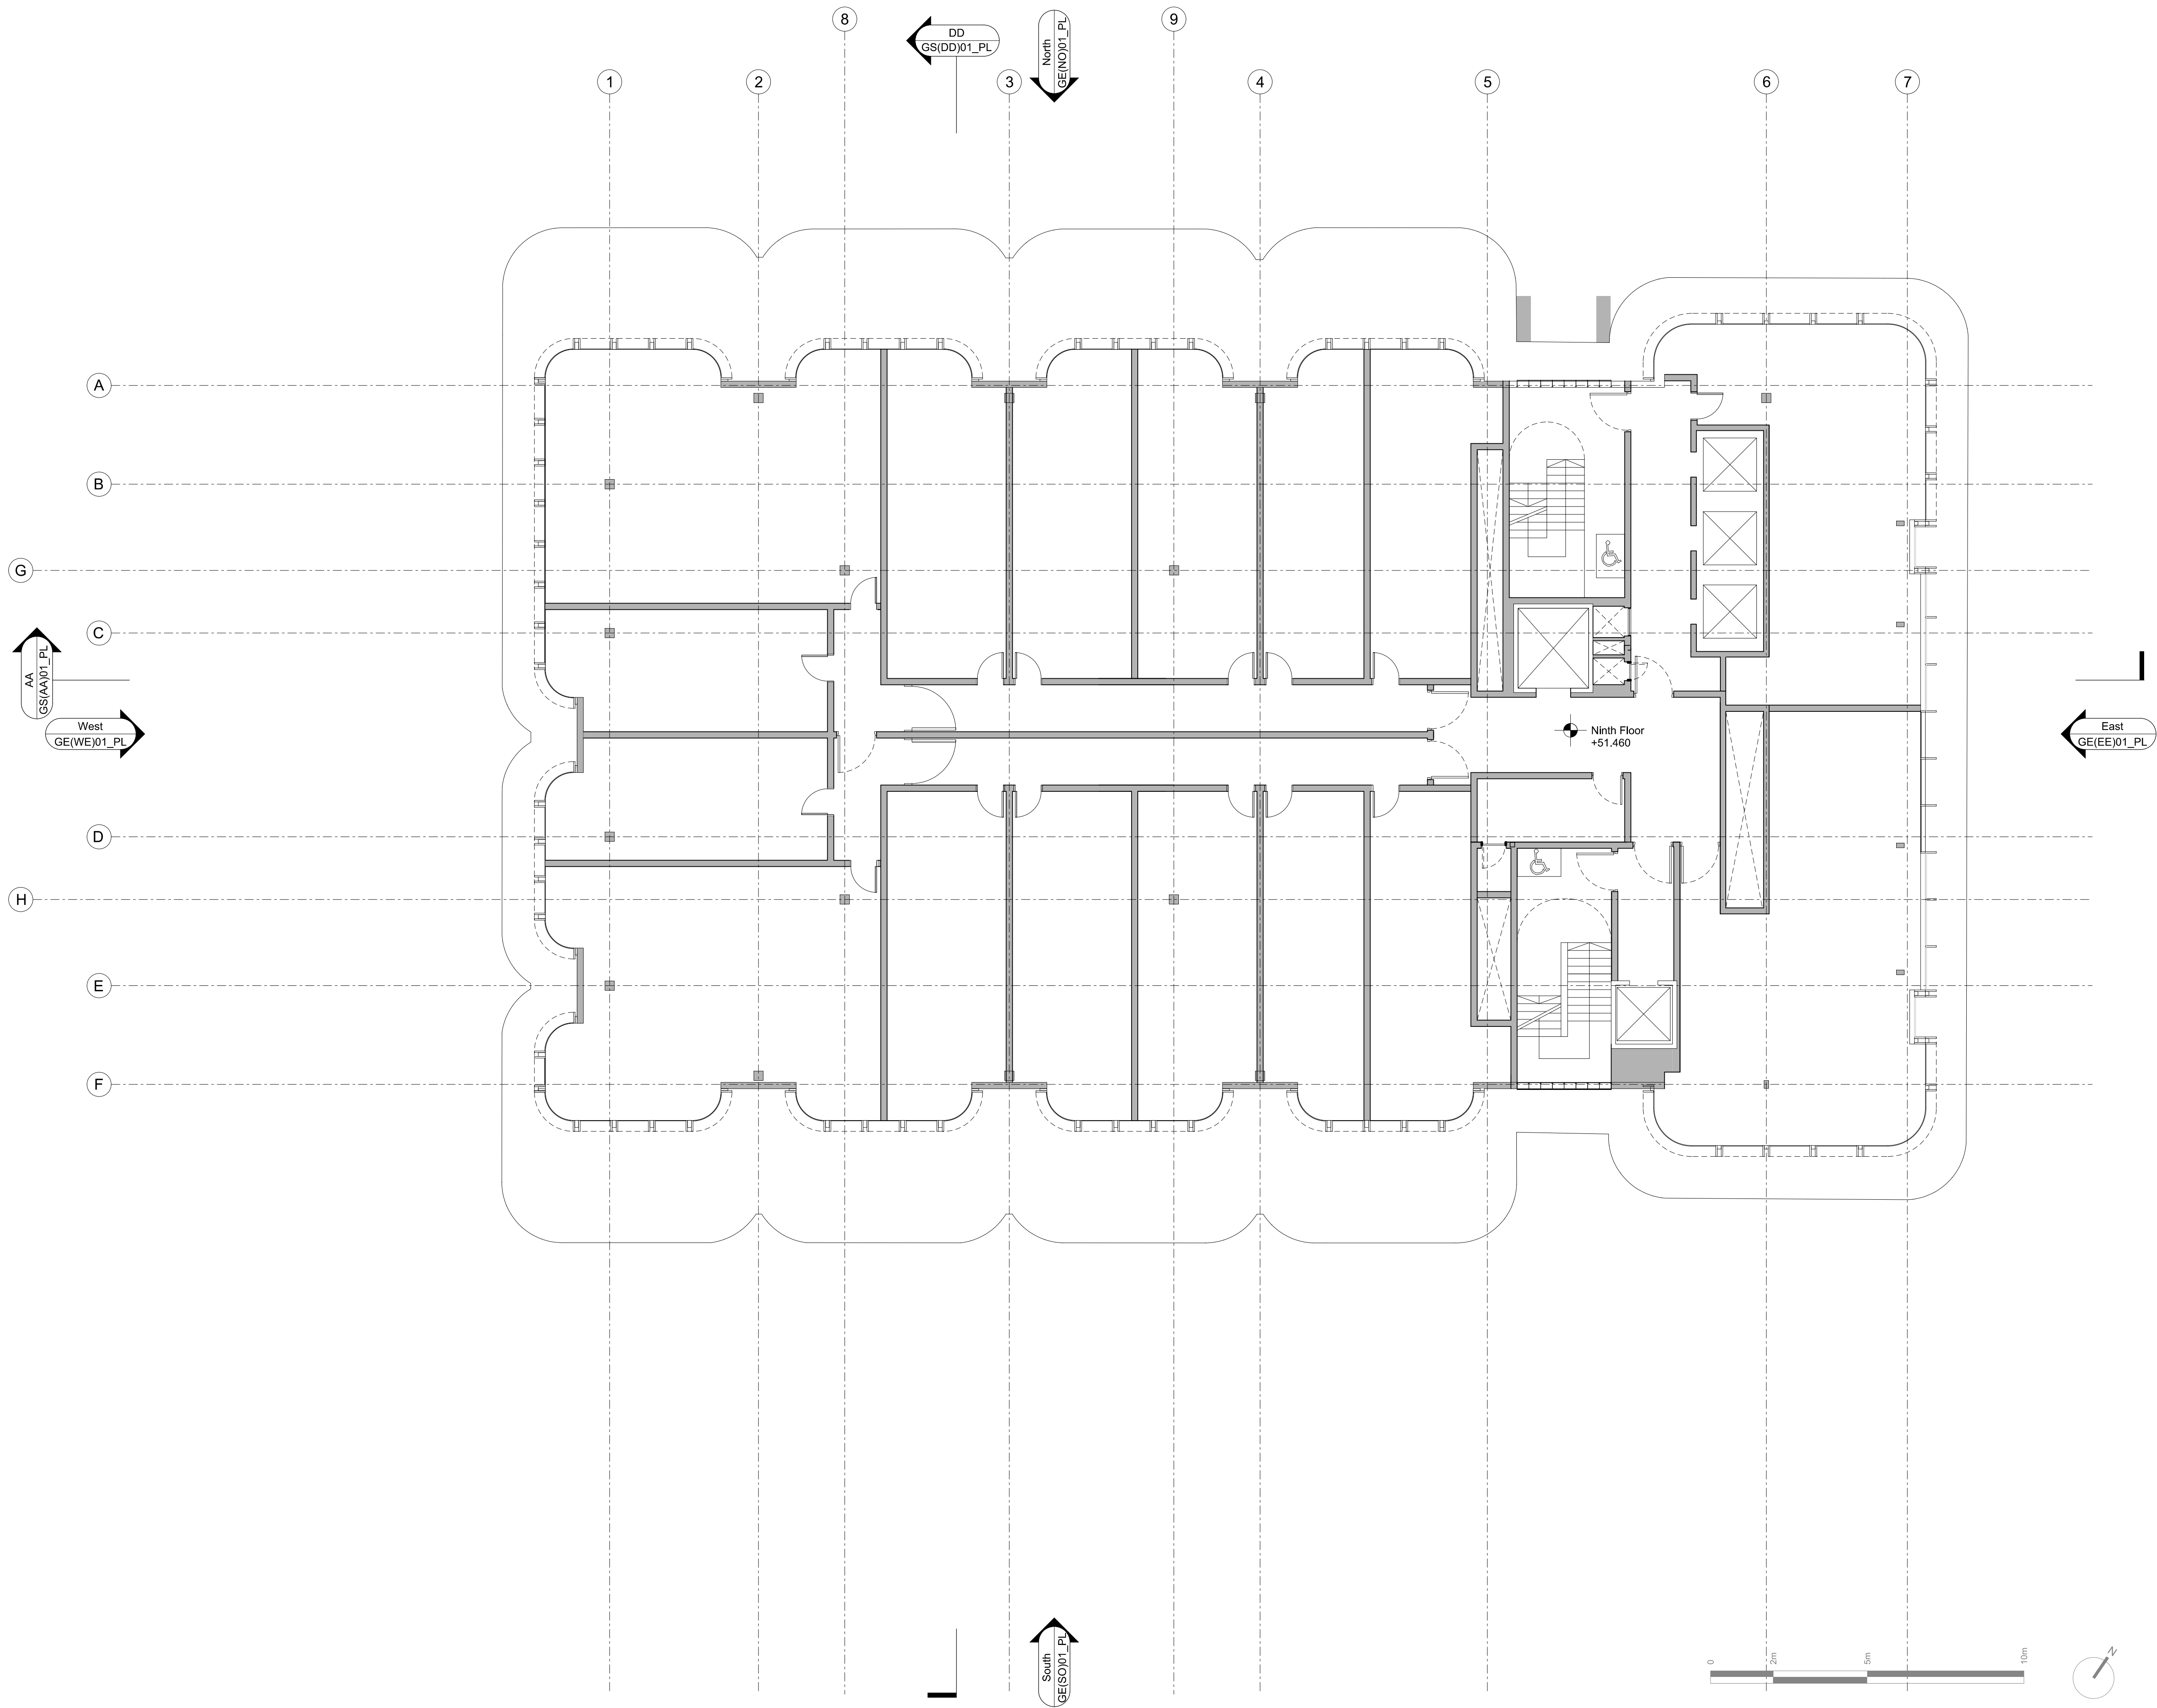 8
9
DD
GS(DD)01_PL
North
GE(NO)01_PL
1
2
3
4
5
6
7
A
B
G
C
AA
GS(AA)01_PL
West
GE(WE)01_PL
Ninth Floor
+51.460
East
GE(EE)01_PL
D
H
E
F
South
GE(SO)01_PL
0
2m
5m
10m
N